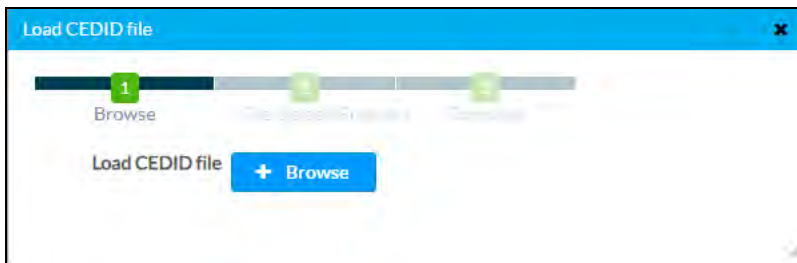 Load CEDID file
1
Browse
Load CEDID file
+ Browse